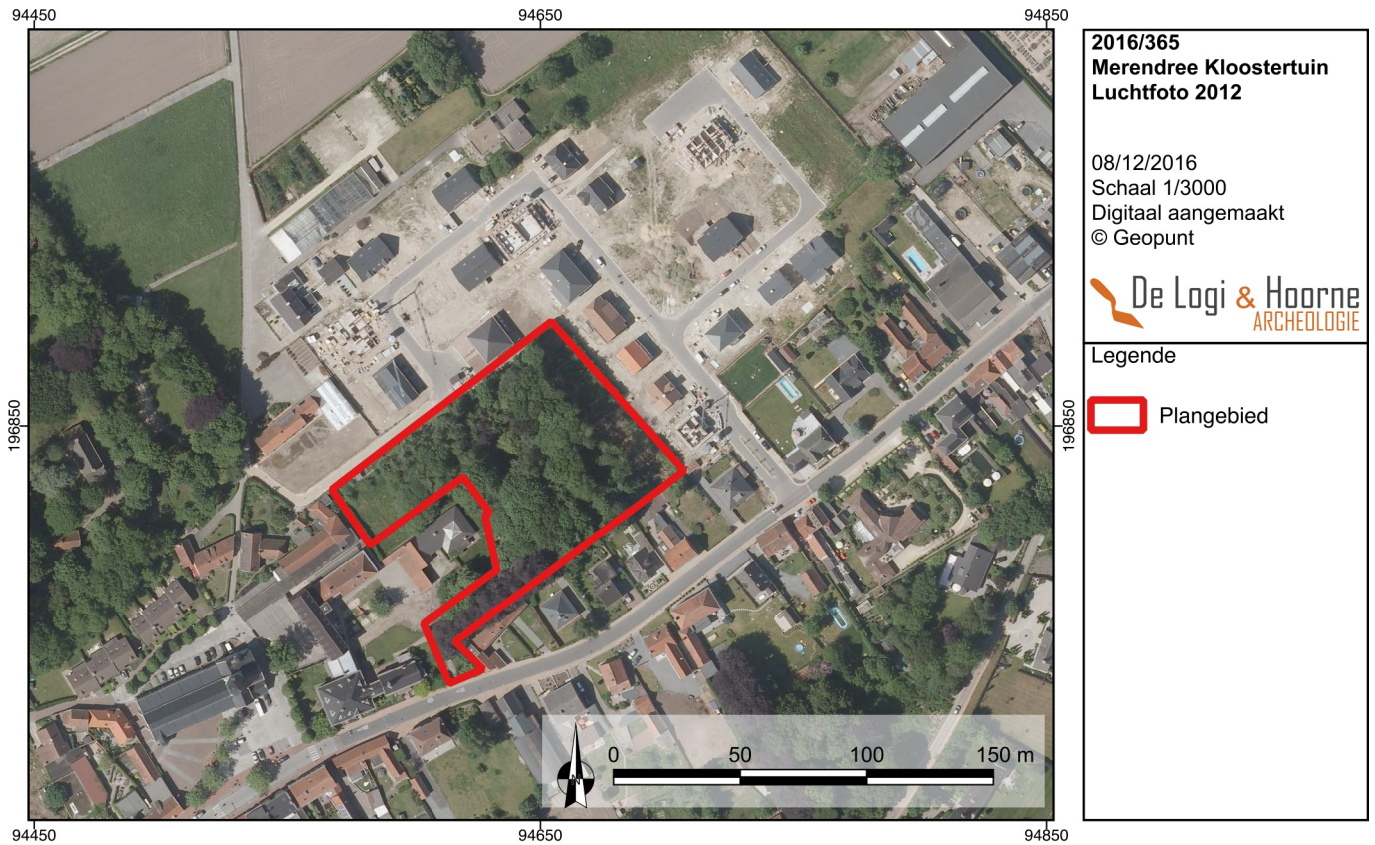 94450
94650
94850
196850
196850
94450
94650
94850
0 50 100 150 m
N
2016/365
Merendree Kloostertuin
Luchtfoto 2012
08/12/2016
Schaal 1/3000
Digitaal aangemaakt
© Geopunt
De Logi & Hoorne
ARCHEOLOGIE
Legende
Plangebied